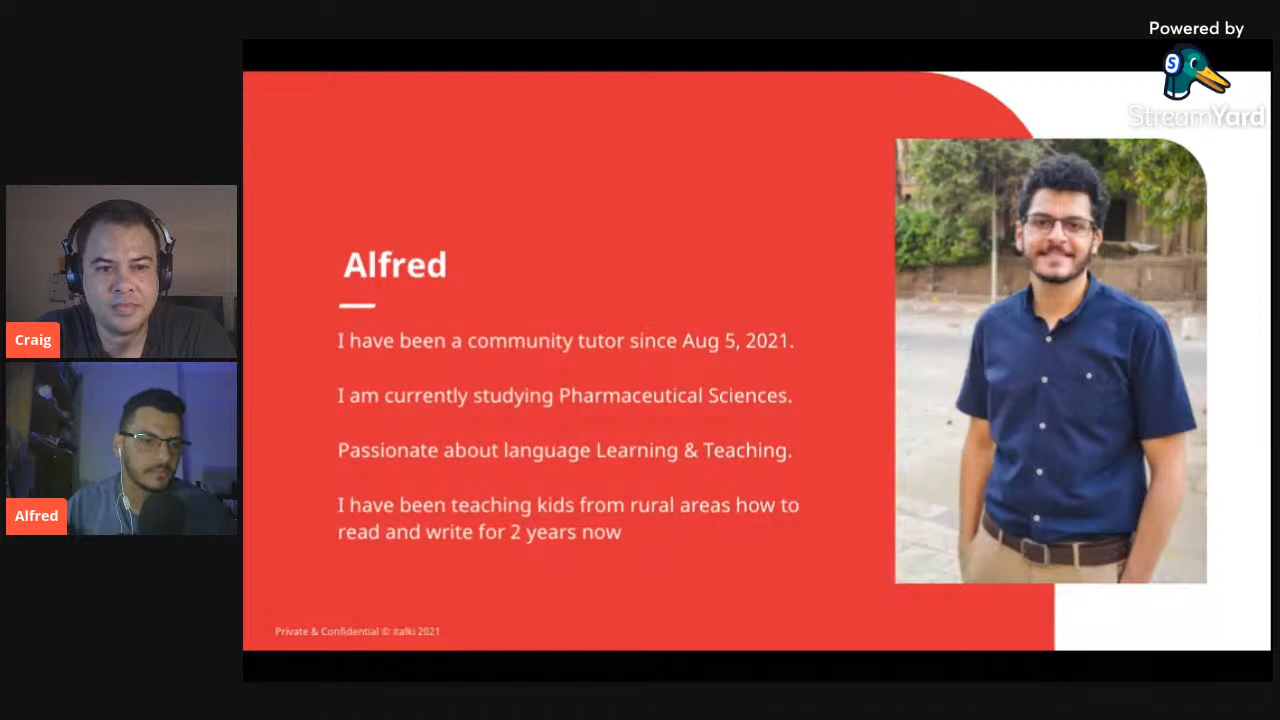 Powered by
S
StreamYard
Craig
Alfred
Alfred
I have been a community tutor since Aug 5, 2021.
I am currently studying Pharmaceutical Sciences.
Passionate about language Learning & Teaching.
I have been teaching kids from rural areas how to
read and write for 2 years now
Private & Confidential © italki 2021